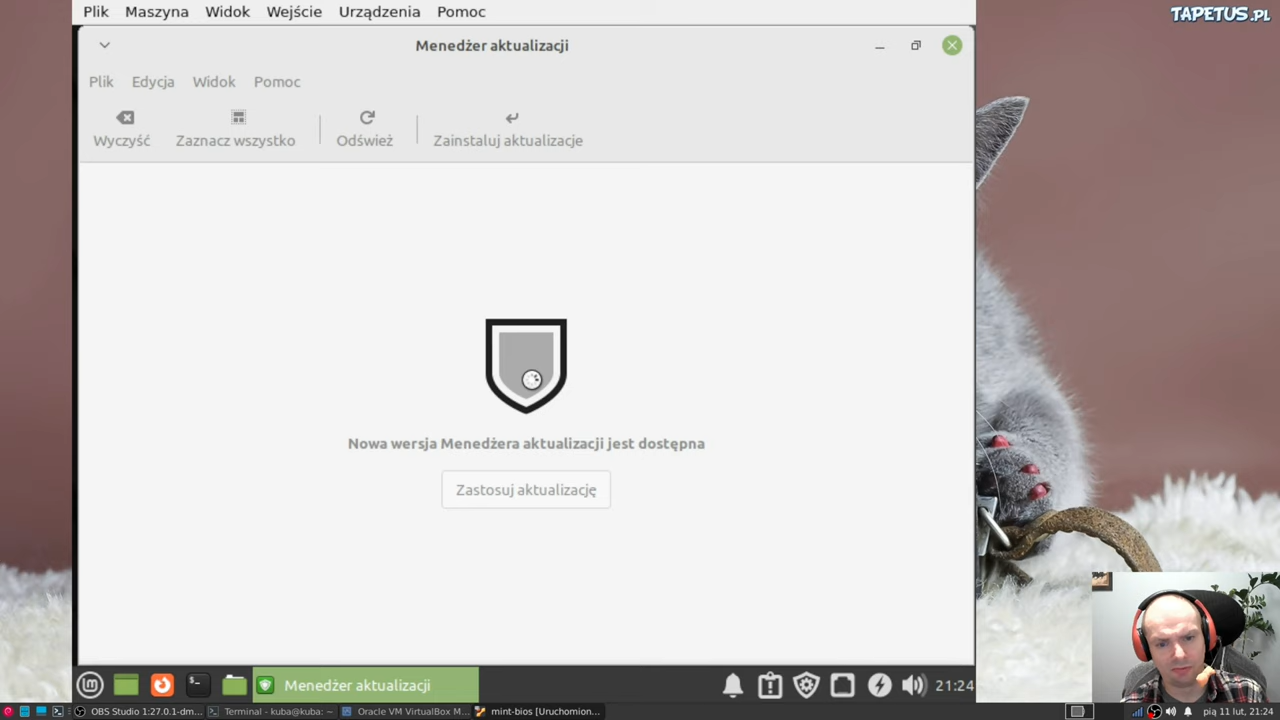 Plik Maszyna Widok Wejście Urządzenia Pomoc
TAPETUS.PL
Menedżer aktualizacji
Plik Edycja Widok Pomoc
Wyczyść Zaznacz wszystko Odśwież Zainstaluj aktualizacje
Nowa wersja Menedżera aktualizacji jest dostępna
Zastosuj aktualizację
Menedżer aktualizacji 21:24
OBS Studio 1:27.0.1-dm... Terminal - kuba@kuba: ~ Oracle VM VirtualBox M... mint-bios [Uruchomion... pią 11 lut, 21:24